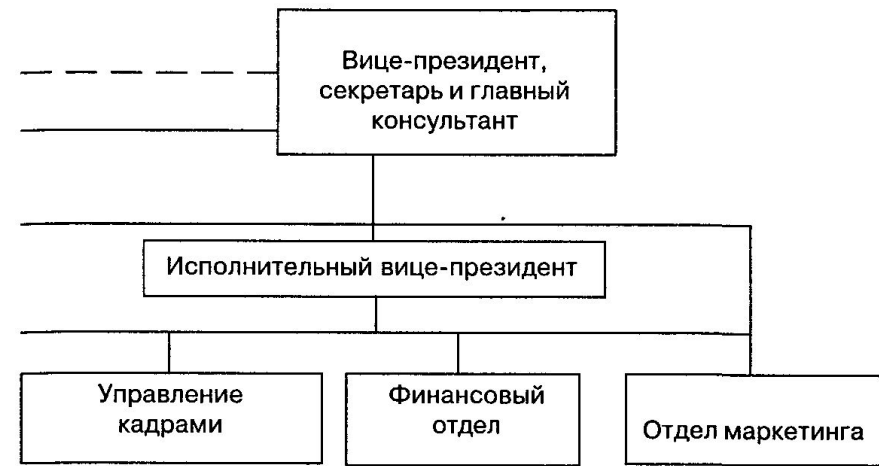 Вице-президент,
секретарь и главный
консультант
Исполнительный вице-президент
Управление
кадрами
Финансовый
отдел
Отдел маркетинга